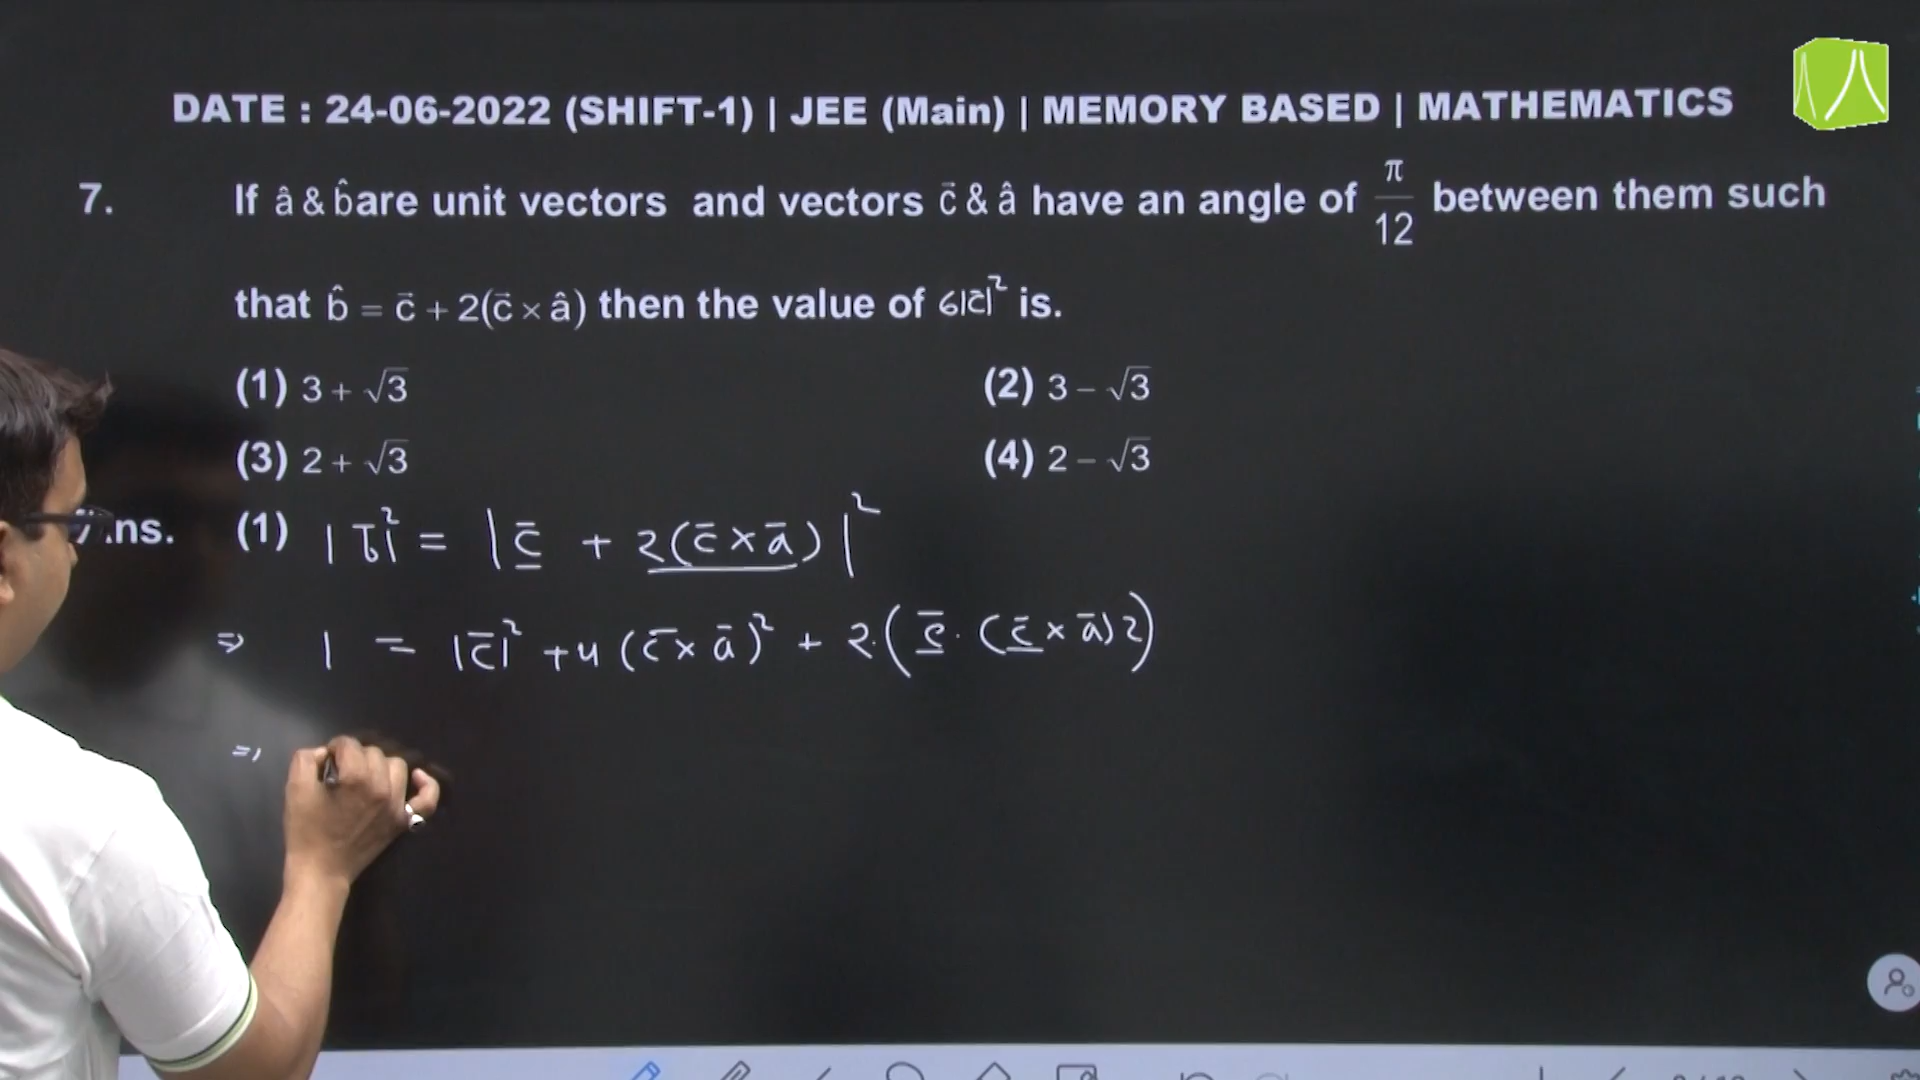 DATE : 24-06-2022 (SHIFT-1) | JEE (Main) | MEMORY BASED | MATHEMATICS
7. If â & b̂ are unit vectors and vectors c⃗ & â have an angle of π/12 between them such
that b̂ = c⃗ + 2(c⃗ × â) then the value of 6|c̄|² is.
(1) 3 + √3 (2) 3 – √3
(3) 2 + √3 (4) 2 – √3
Ans. (1) |b̄|² = |c̄ + 2(c̄ × ā)|²
⇒ 1 = |c̄|² + 4(c̄ × ā)² + 2·(c̄ · (c̄ × ā)2)
⇒